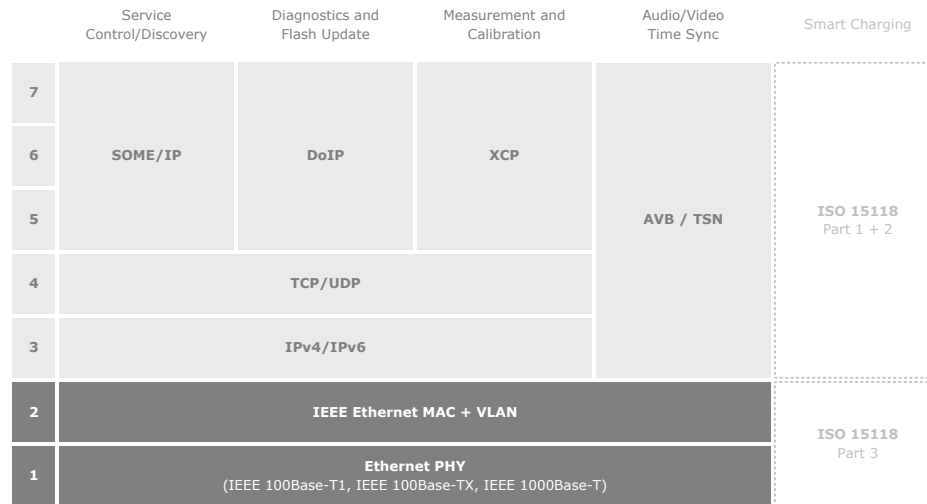 Service
Control/Discovery
Diagnostics and
Flash Update
Measurement and
Calibration
Audio/Video
Time Sync
Smart Charging
7
6
5
4
3
2
1
SOME/IP
DoIP
XCP
AVB / TSN
ISO 15118
Part 1 + 2
TCP/UDP
IPv4/IPv6
IEEE Ethernet MAC + VLAN
ISO 15118
Part 3
Ethernet PHY
(IEEE 100Base-T1, IEEE 100Base-TX, IEEE 1000Base-T)